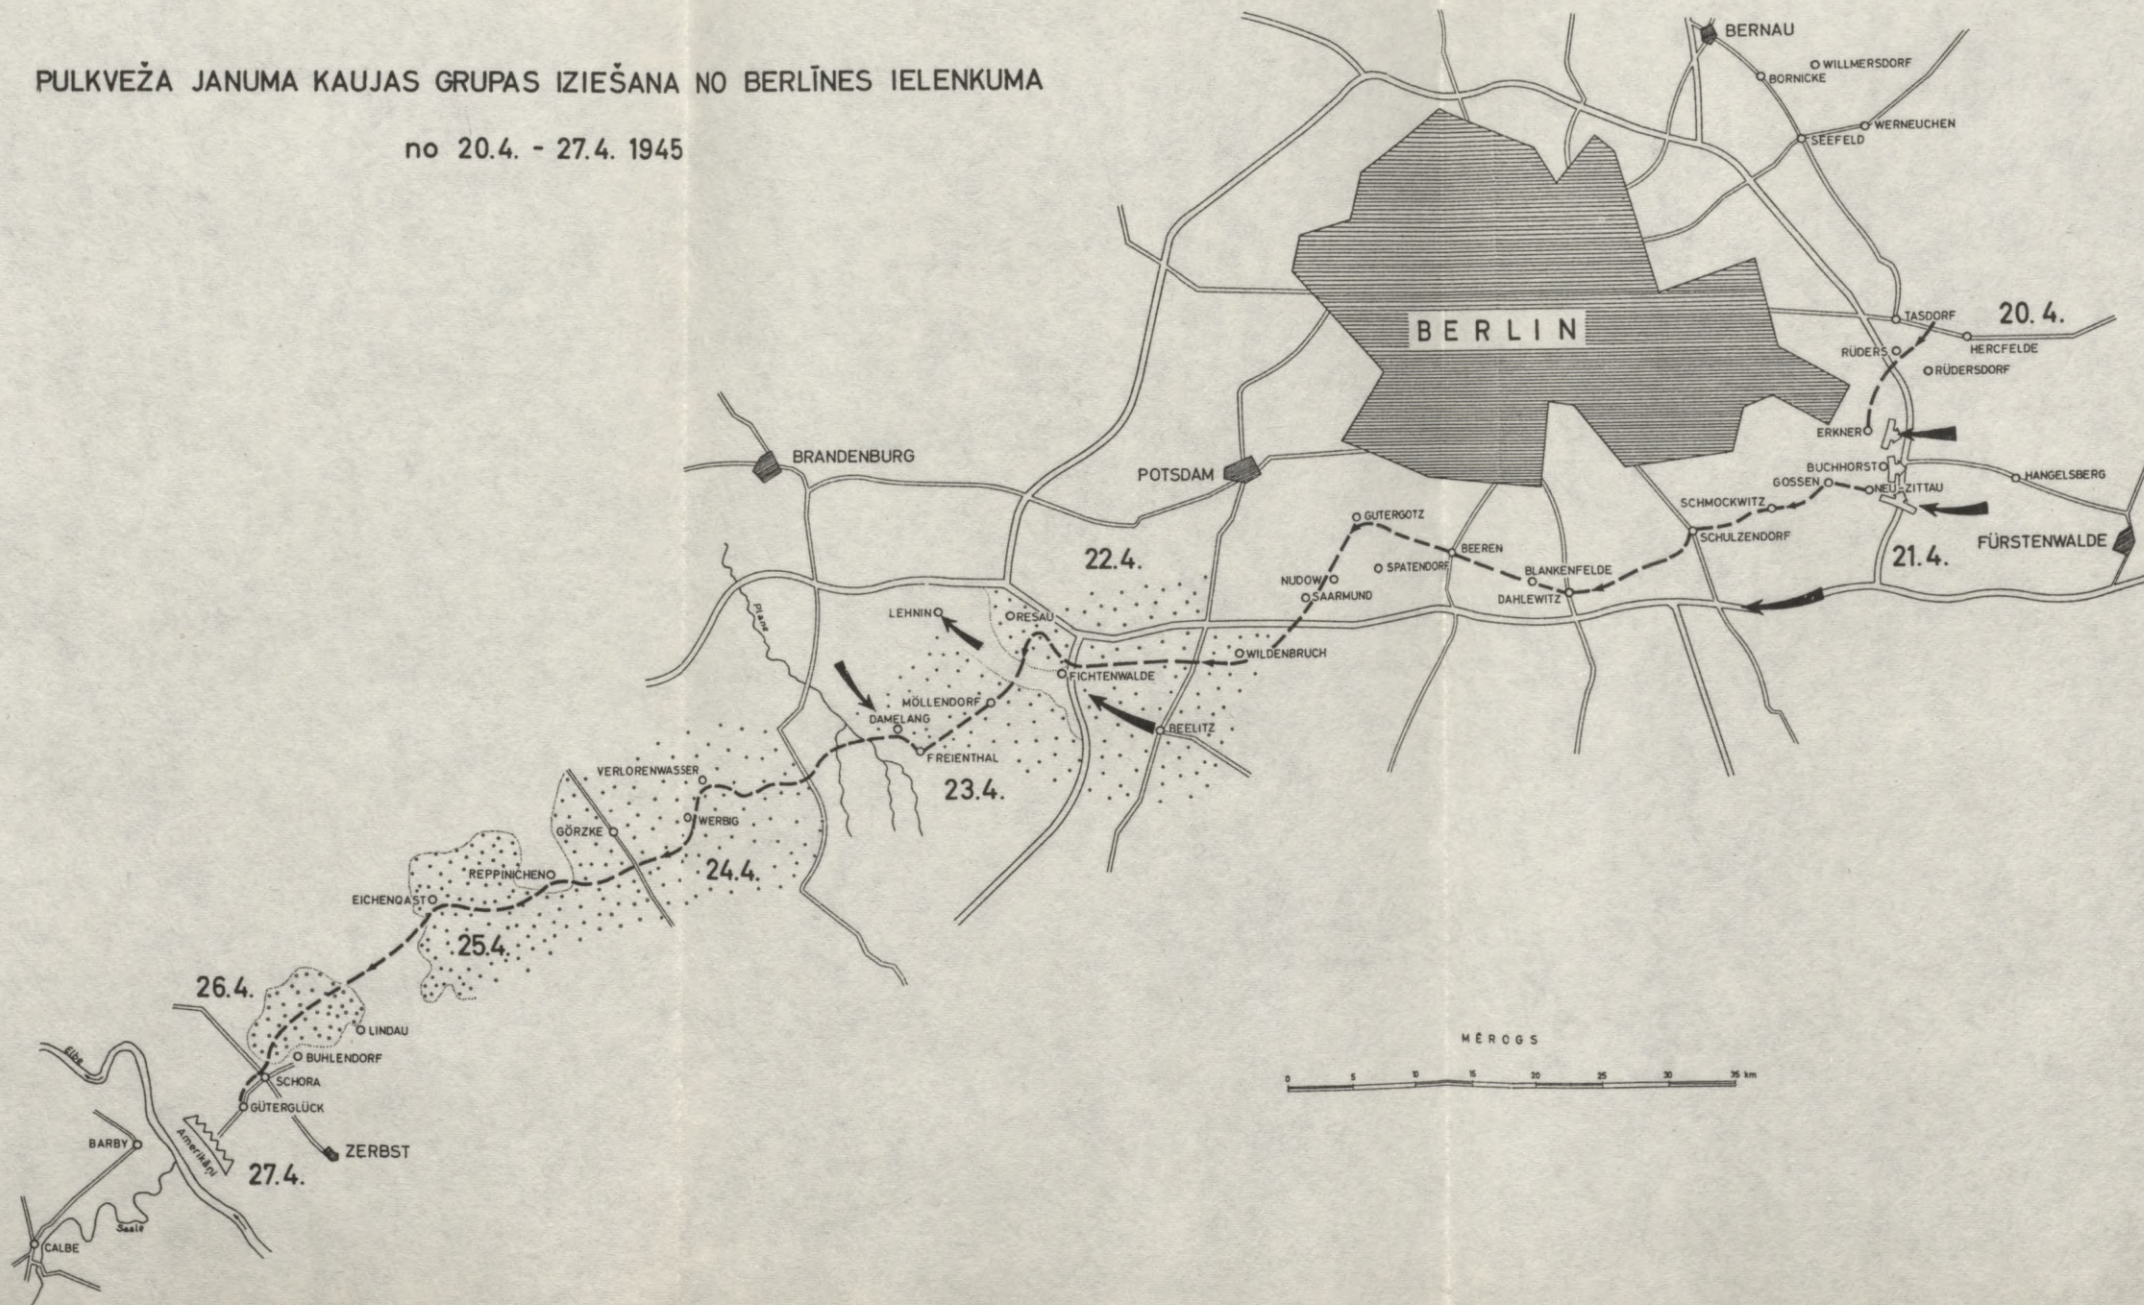 PULKVEŽA JANUMA KAUJAS GRUPAS IZIEŠANA NO BERLĪNES IELENKUMA
no 20.4. - 27.4. 1945
BERNAU
WILLMERSDORF
BORNICKE
WERNEUCHEN
SEEFELD
BERLIN
TASDORF
20.4.
HERCFELDE
RÜDERS
RÜDERSDORF
ERKNER
BUCHHORST
HANGELSBERG
GOSSEN
NEU-ZITTAU
SCHMOCKWITZ
SCHULZENDORF
FÜRSTENWALDE
21.4.
BRANDENBURG
POTSDAM
GUTERGOTZ
BEEREN
SPATENDORF
BLANKENFELDE
DAHLEWITZ
NUDOW
SAARMUND
22.4.
WILDENBRUCH
LEHNIN
RESAU
FICHTENWALDE
Plane
MÖLLENDORF
DAMELANG
BEELITZ
FREIENTHAL
23.4.
VERLORENWASSER
WERBIG
GÖRZKE
24.4.
REPPINICHEN
EICHENQAST
25.4.
26.4.
LINDAU
BUHLENDORF
SCHORA
GÜTERGLÜCK
Elbe
BARBY
Amerikāņi
ZERBST
27.4.
Saale
CALBE
MĒROGS
0 5 10 15 20 25 30 35 km